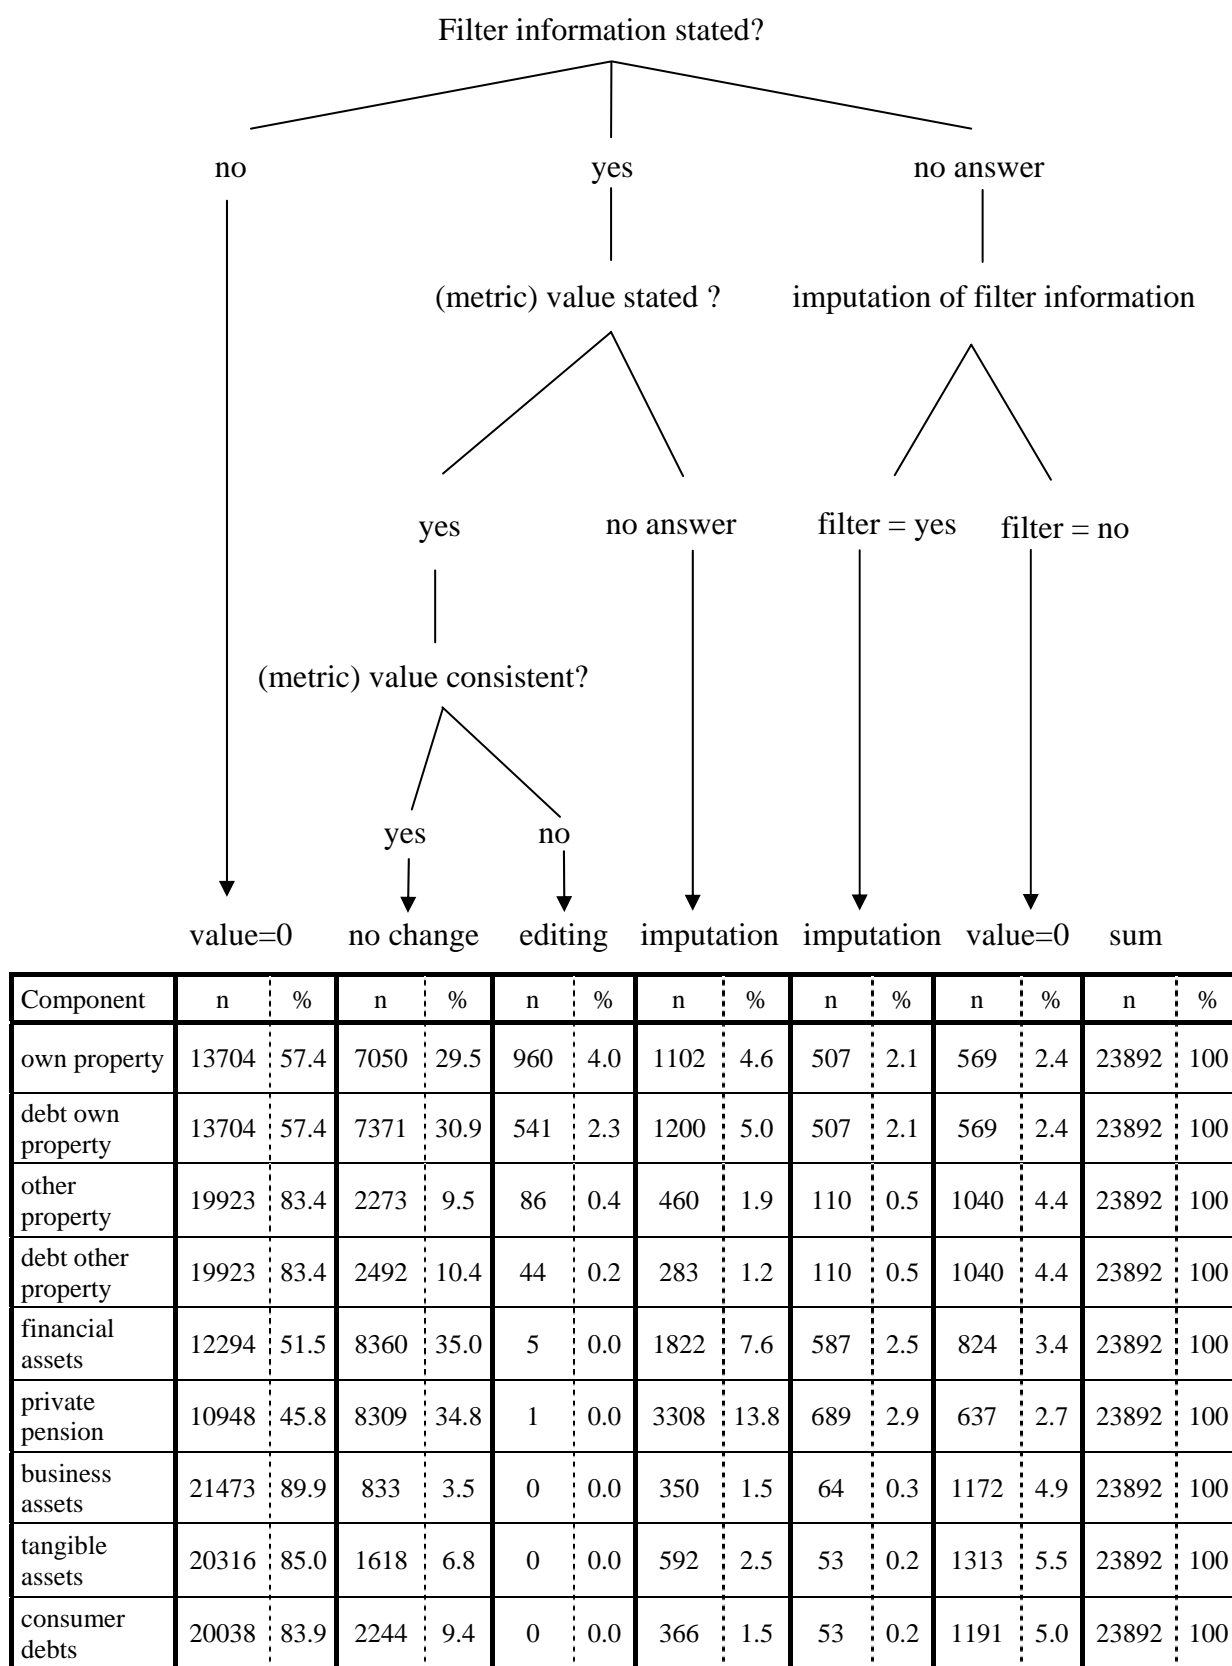 Filter information stated?
no yes no answer
(metric) value stated ? imputation of filter information
yes no answer filter = yes filter = no
(metric) value consistent?
yes no
value=0 no change editing imputation imputation value=0 sum
Component n % n % n % n % n % n % n %
own property 13704 57.4 7050 29.5 960 4.0 1102 4.6 507 2.1 569 2.4 23892 100
debt own
property 13704 57.4 7371 30.9 541 2.3 1200 5.0 507 2.1 569 2.4 23892 100
other
property 19923 83.4 2273 9.5 86 0.4 460 1.9 110 0.5 1040 4.4 23892 100
debt other
property 19923 83.4 2492 10.4 44 0.2 283 1.2 110 0.5 1040 4.4 23892 100
financial
assets 12294 51.5 8360 35.0 5 0.0 1822 7.6 587 2.5 824 3.4 23892 100
private
pension 10948 45.8 8309 34.8 1 0.0 3308 13.8 689 2.9 637 2.7 23892 100
business
assets 21473 89.9 833 3.5 0 0.0 350 1.5 64 0.3 1172 4.9 23892 100
tangible
assets 20316 85.0 1618 6.8 0 0.0 592 2.5 53 0.2 1313 5.5 23892 100
consumer
debts 20038 83.9 2244 9.4 0 0.0 366 1.5 53 0.2 1191 5.0 23892 100